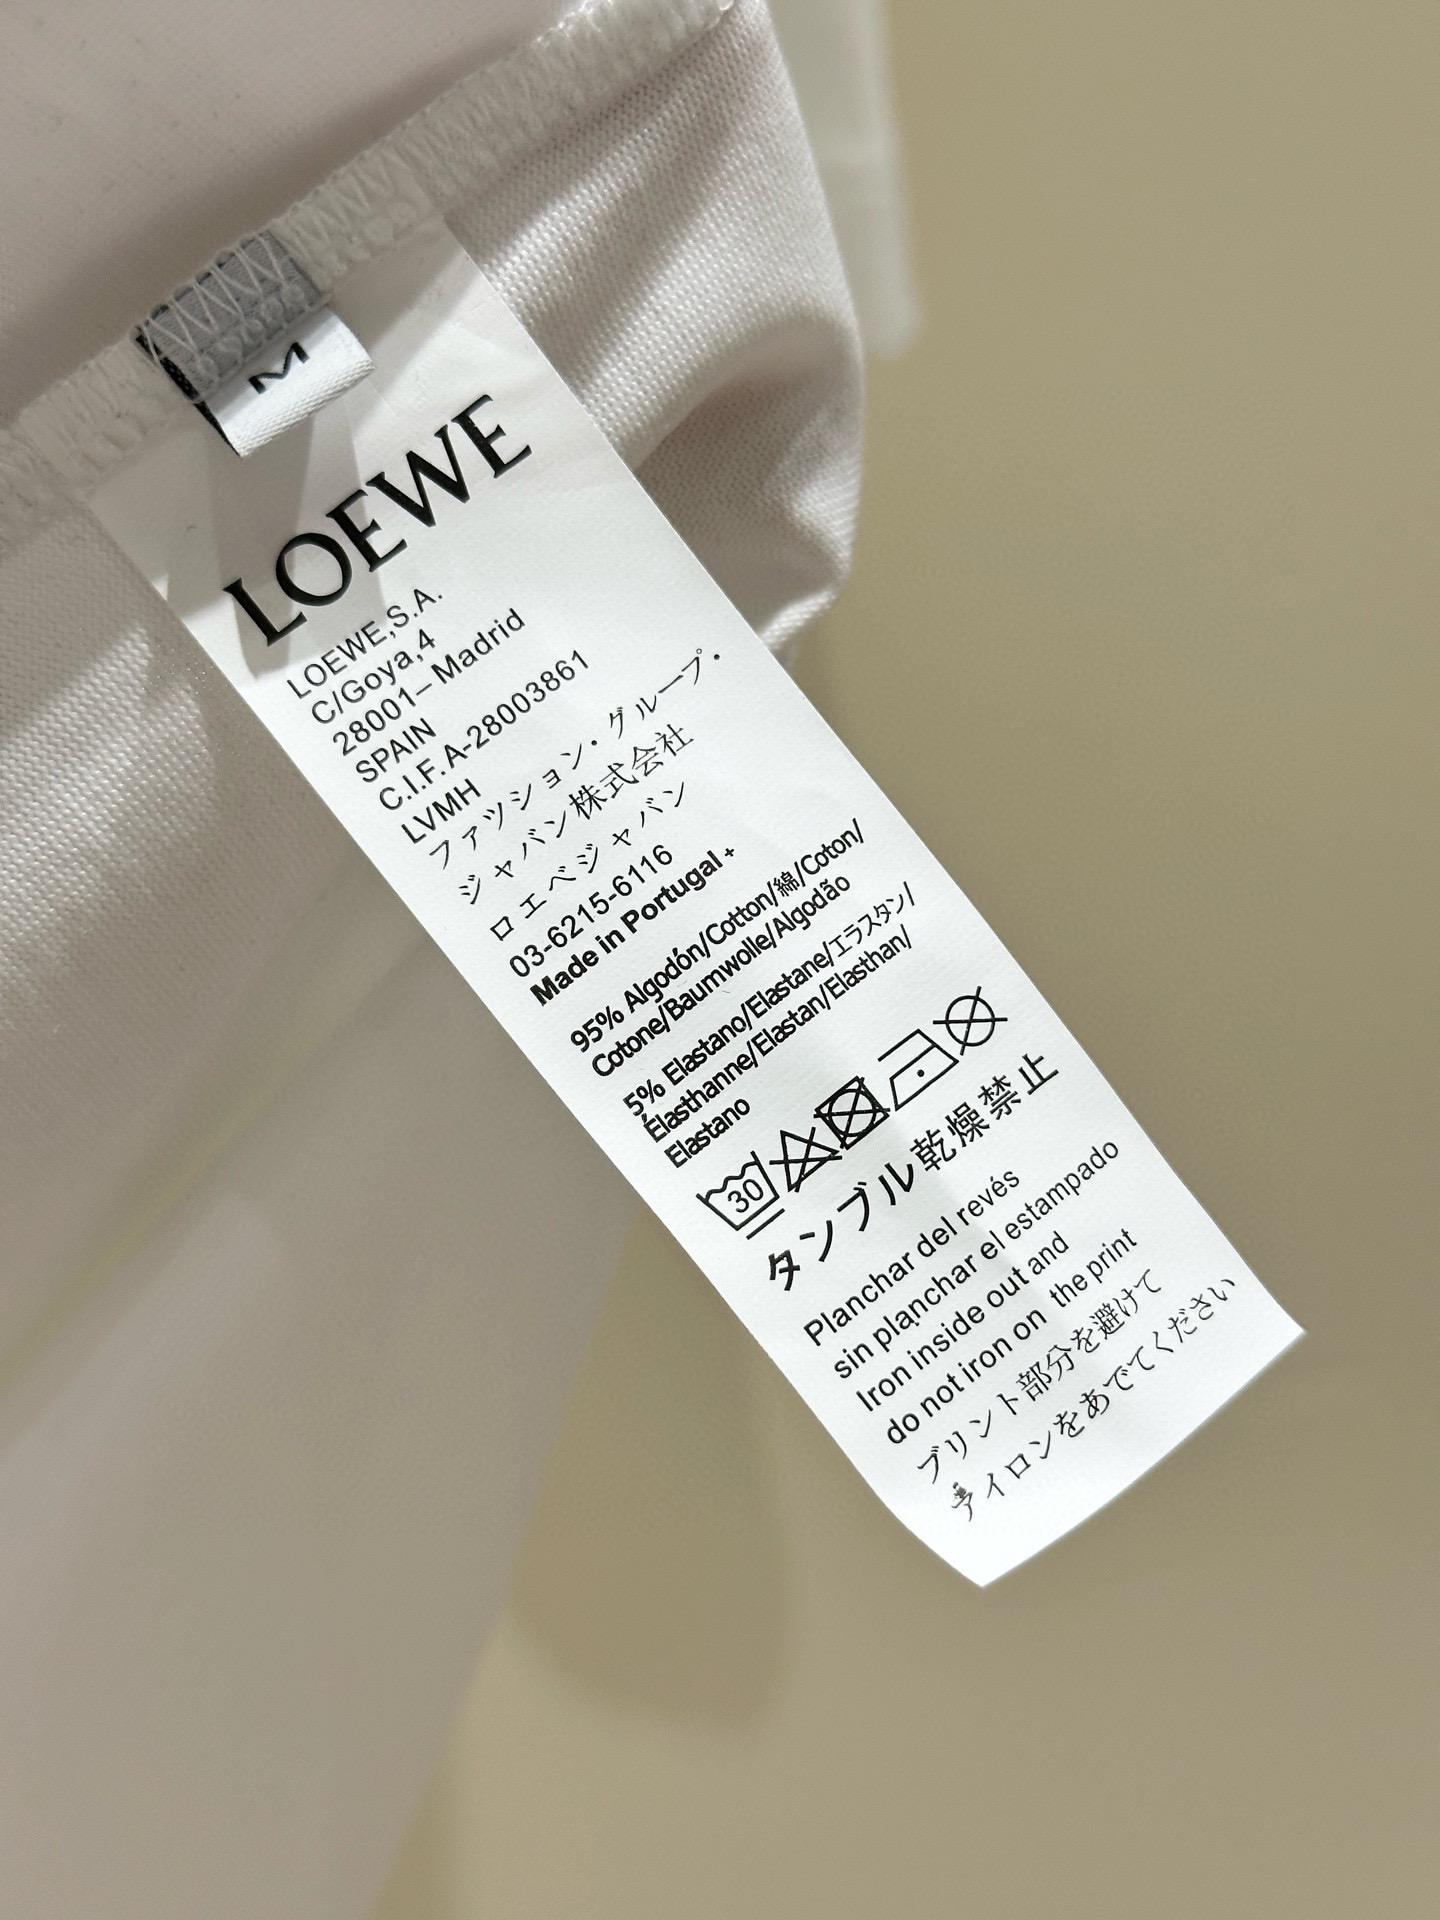 M
LOEWE
LOEWE,S.A.
C/Goya,4
28001–Madrid
SPAIN
C.I.F. A-28003861
LVMH
ファッション・グループ・
ジャバン株式会社
ロエベジャバン
03-6215-6116
Made in Portugal +
95% Algodón/Cotton/綿/Coton/
Cotone/Baumwolle/Algodão
5% Elastano/Elastane/エラスタン/
Élasthanne/Elastan/Elasthan/
Elastano
30
タンブル乾燥禁止
Planchar del revés
sin planchar el estampado
Iron inside out and
do not iron on the print
プリント部分を避けて
アイロンをあでてください